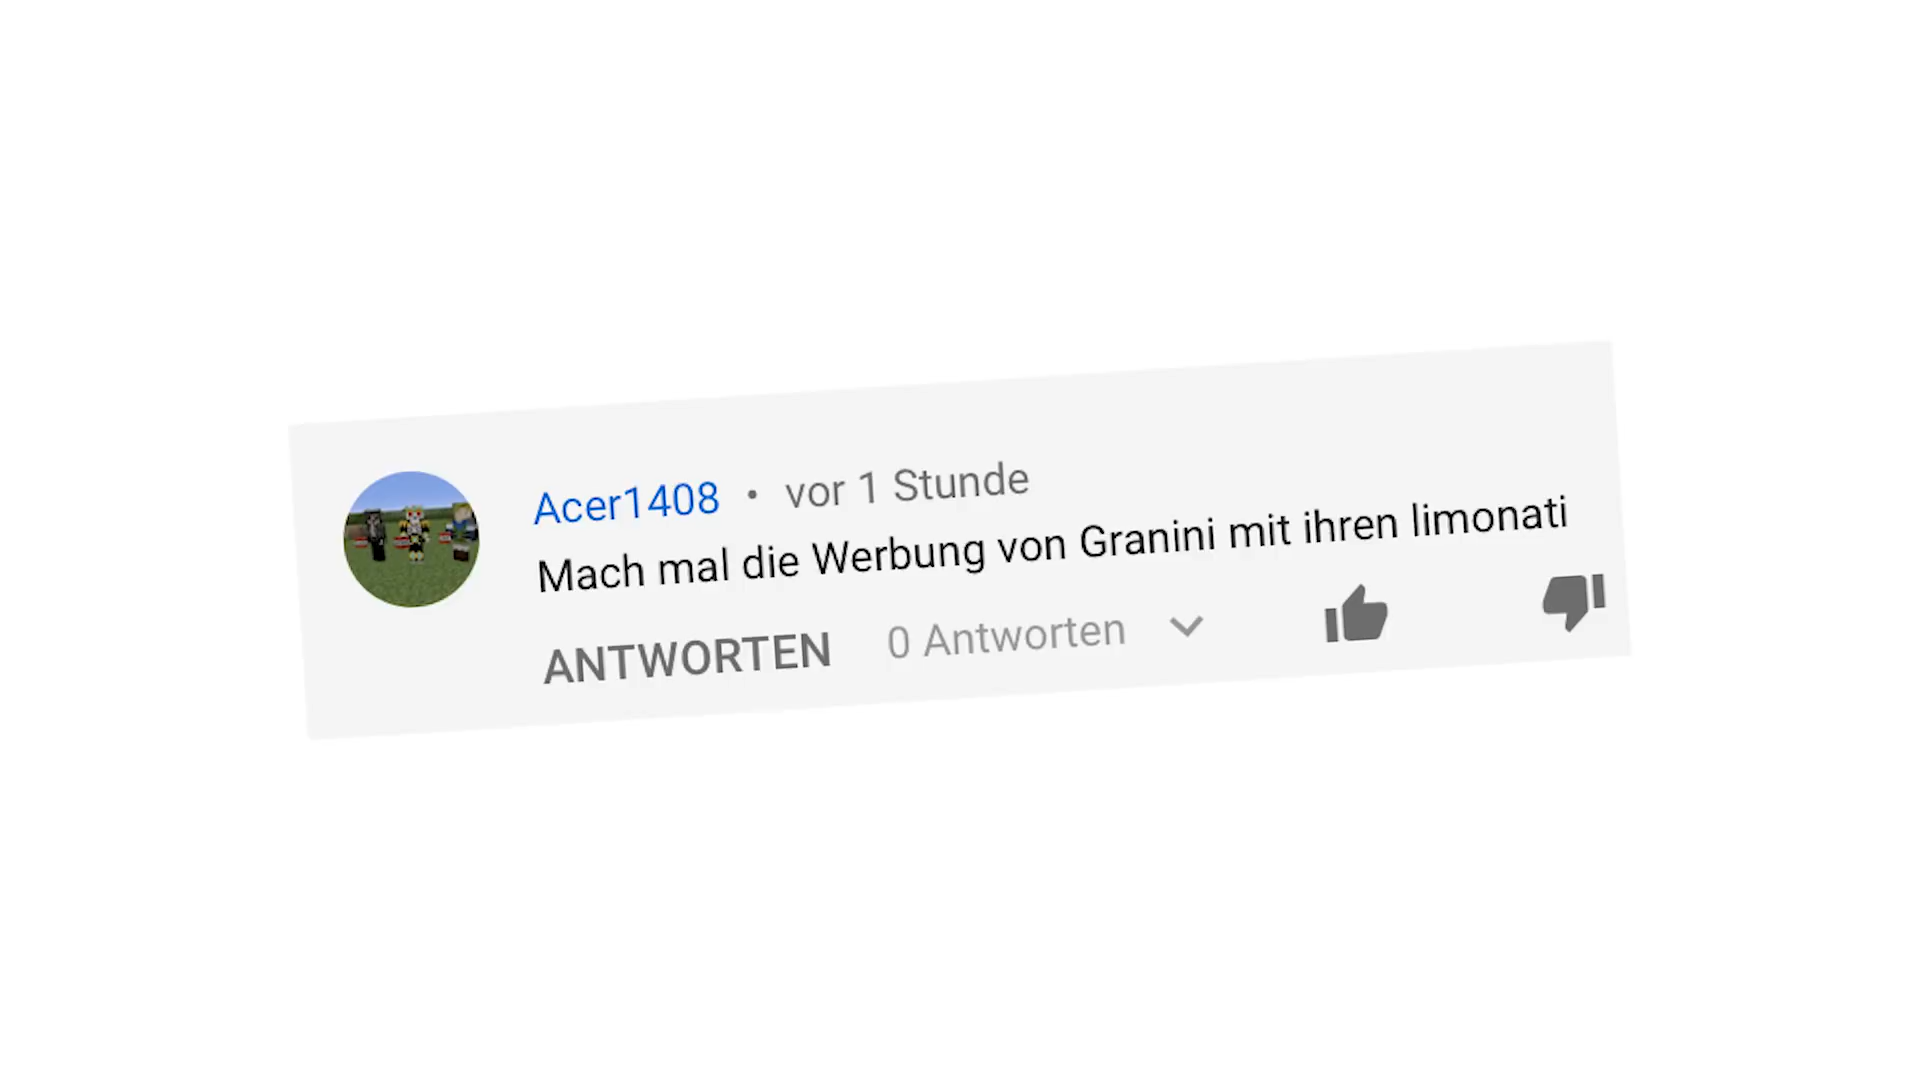 Acer1408 • vor 1 Stunde
Mach mal die Werbung von Granini mit ihren limonati
ANTWORTEN 0 Antworten